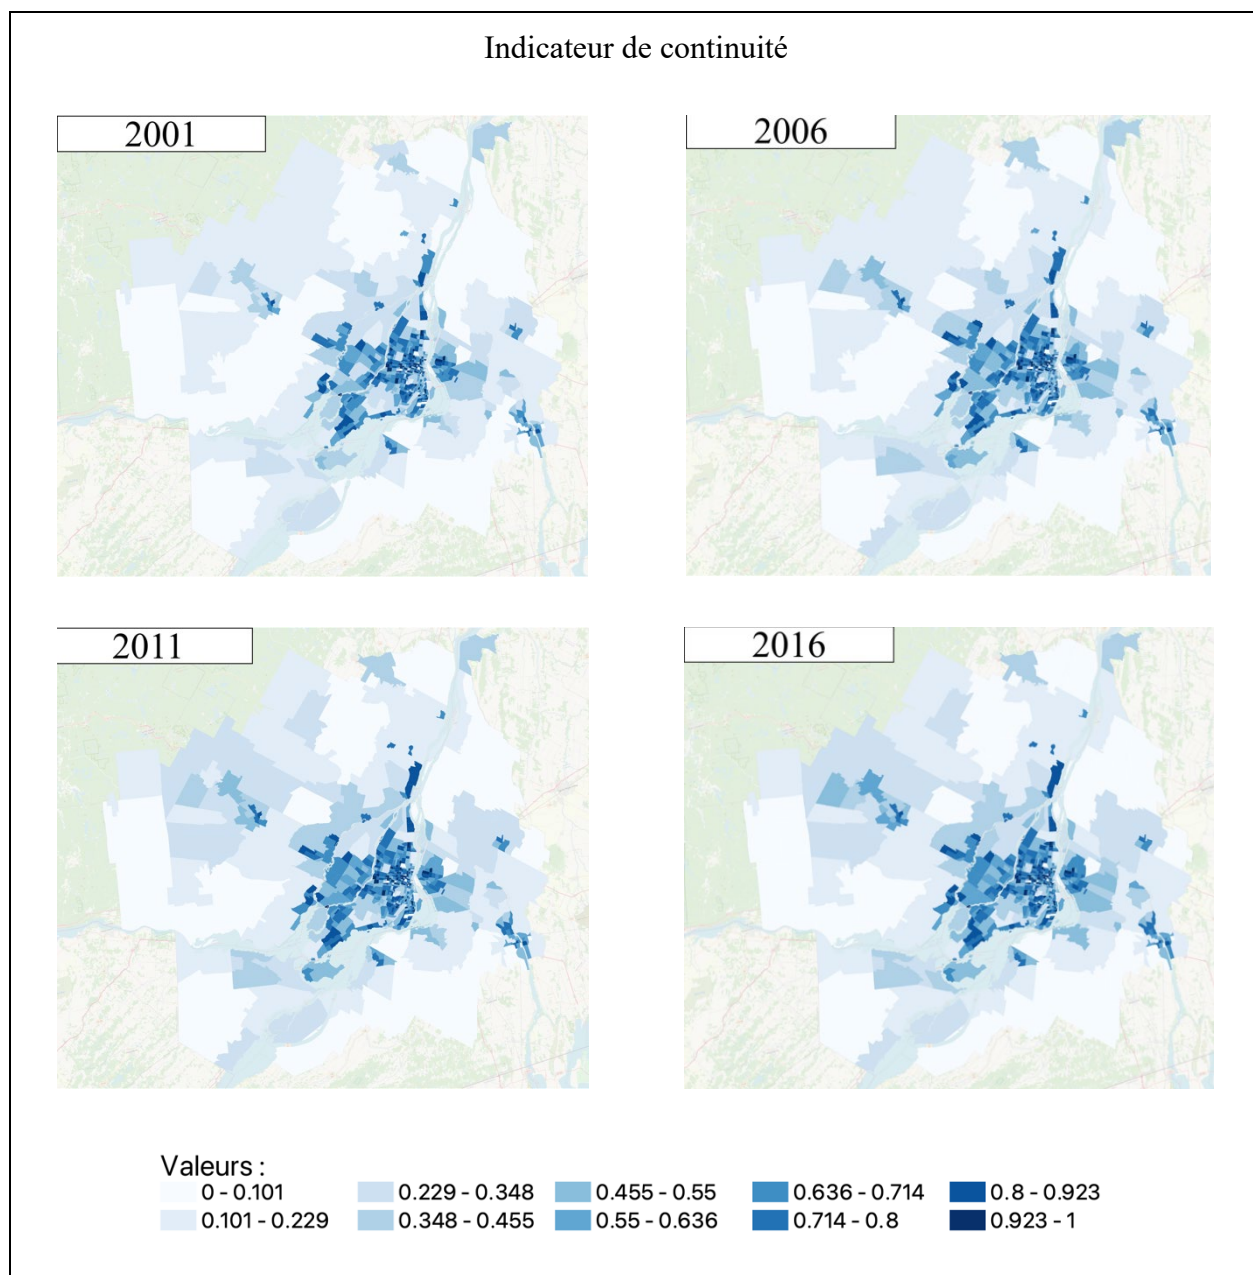 Indicateur de continuité
2001
2006
2011
2016
Valeurs :
0 - 0.101
0.229 - 0.348
0.455 - 0.55
0.636 - 0.714
0.8 - 0.923
0.101 - 0.229
0.348 - 0.455
0.55 - 0.636
0.714 - 0.8
0.923 - 1